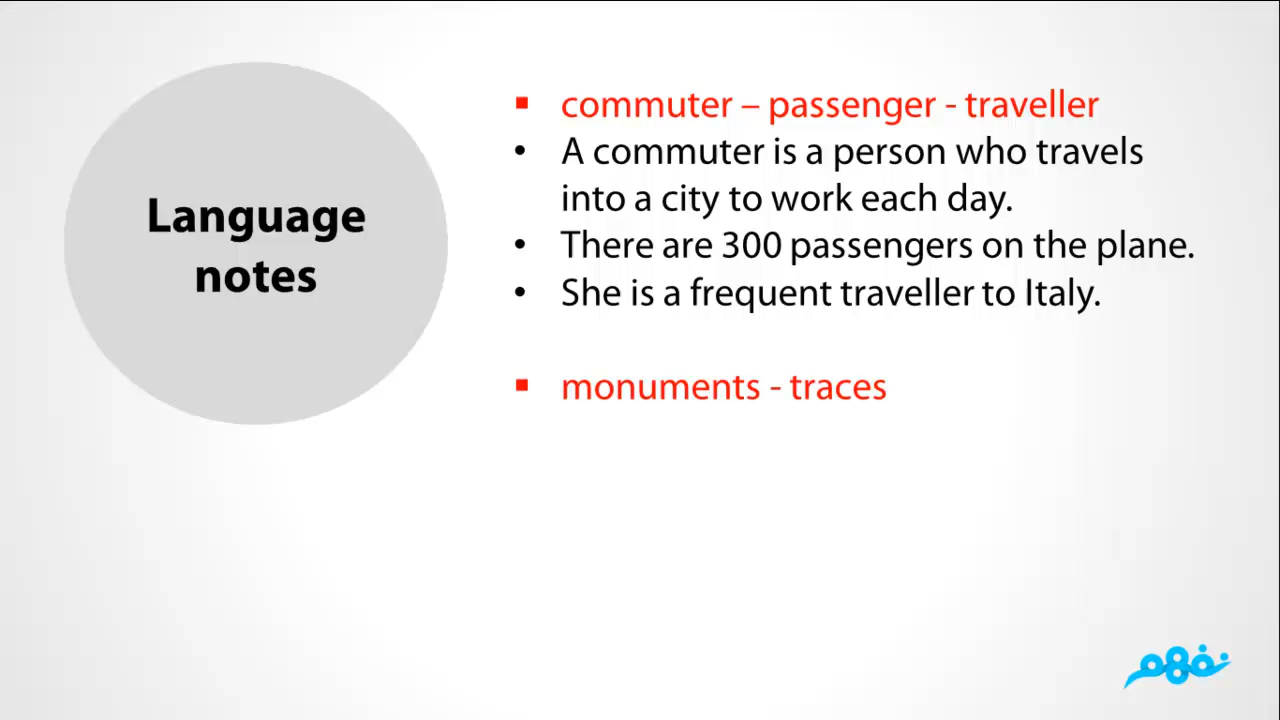 Language
notes
▪ commuter – passenger - traveller
• A commuter is a person who travels
into a city to work each day.
• There are 300 passengers on the plane.
• She is a frequent traveller to Italy.
▪ monuments - traces
نفهم